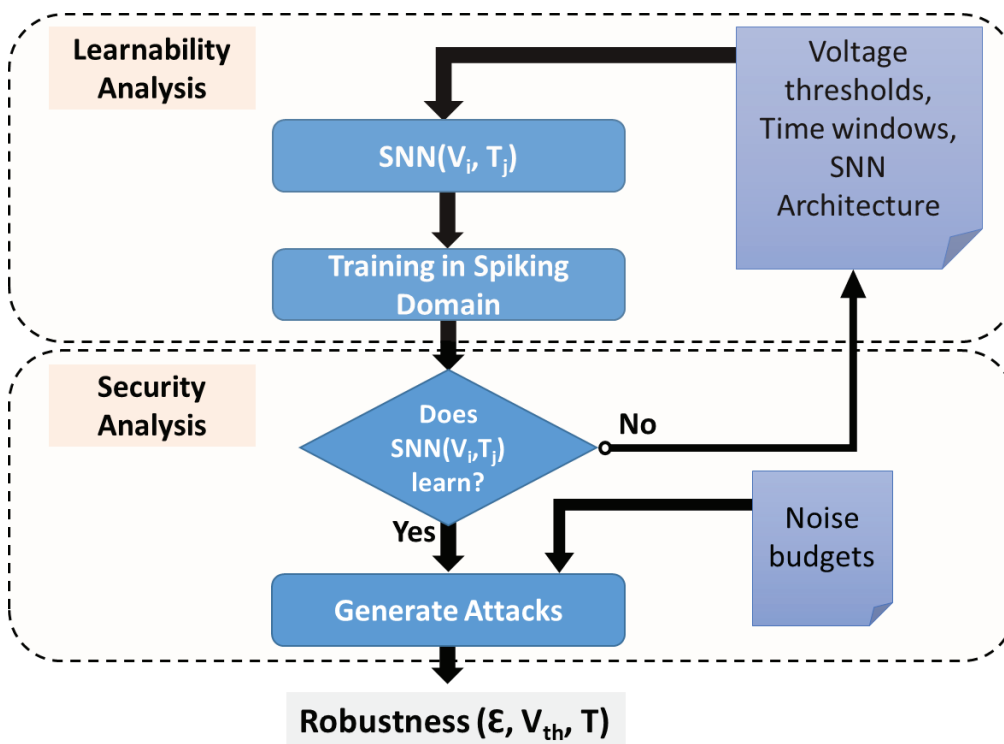 Learnability
Analysis
Voltage
thresholds,
Time windows,
SNN
Architecture
SNN(Vi, Tj)
Training in Spiking
Domain
Security
Analysis
Does
SNN(Vi,Tj)
learn?
No
Yes
Noise
budgets
Generate Attacks
Robustness (Ɛ, Vth, T)